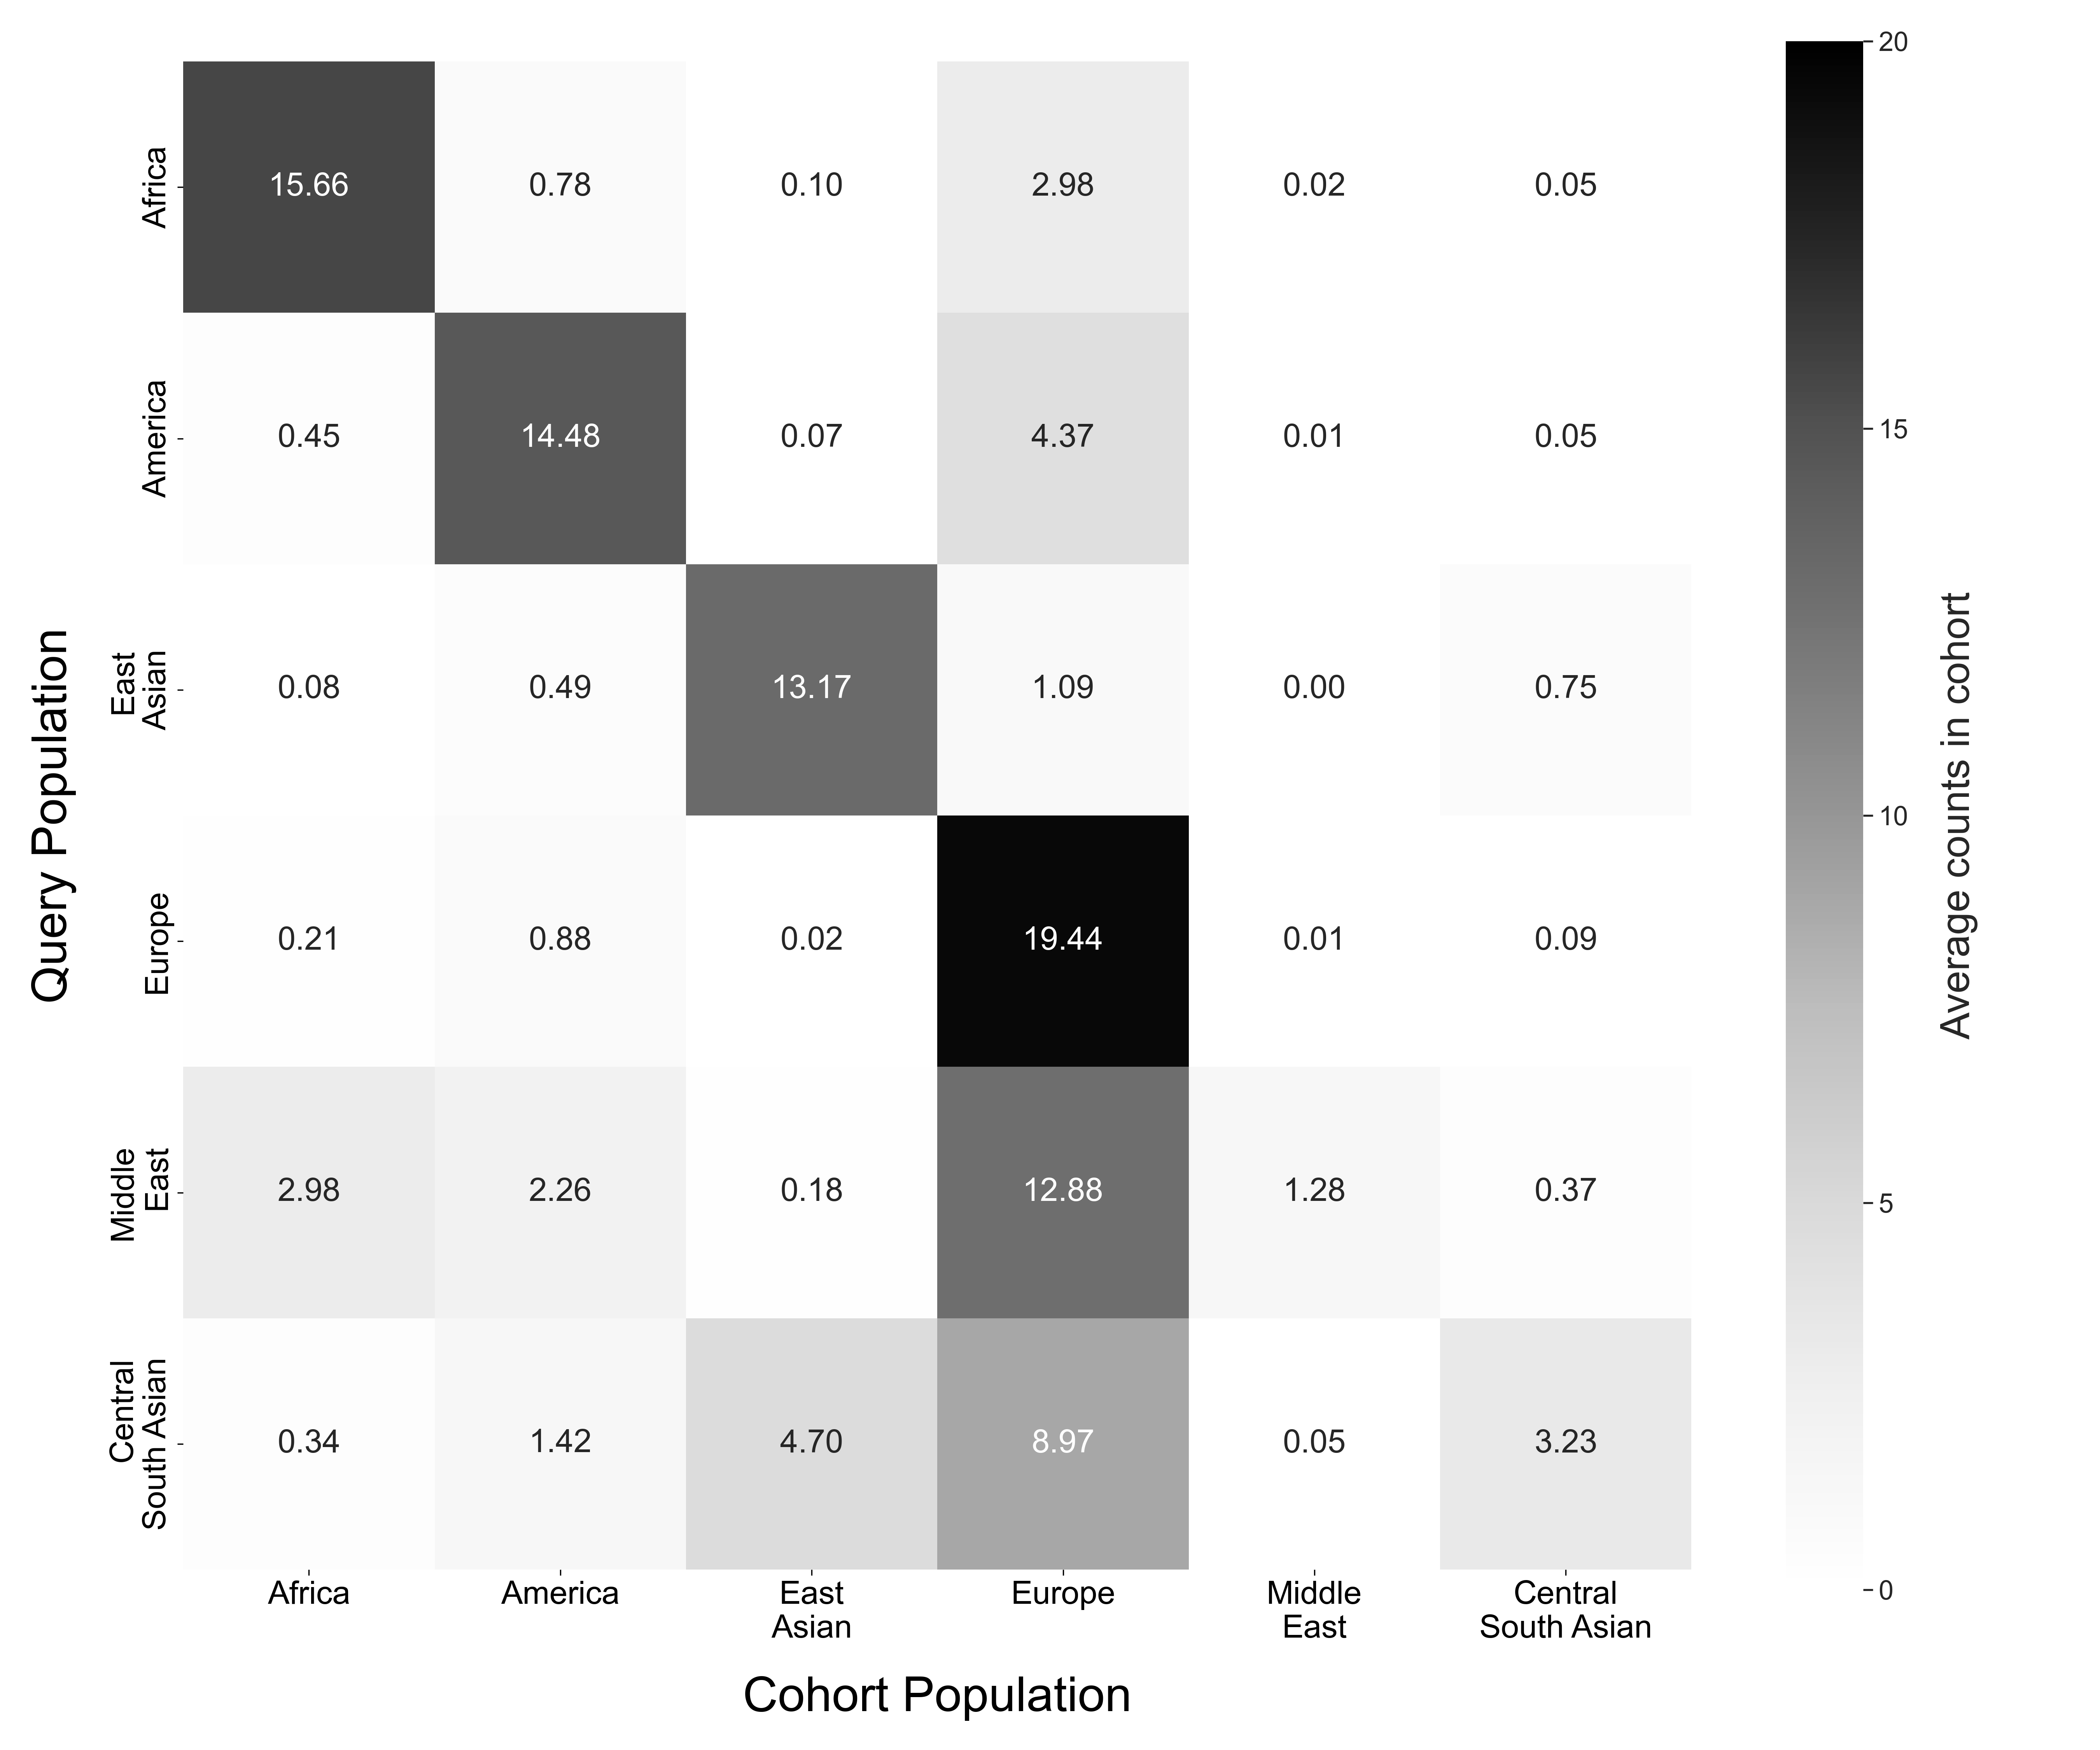 Query Population
Africa
15.66 0.78 0.10 2.98 0.02 0.05
America
0.45 14.48 0.07 4.37 0.01 0.05
East
Asian
0.08 0.49 13.17 1.09 0.00 0.75
Europe
0.21 0.88 0.02 19.44 0.01 0.09
Middle
East
2.98 2.26 0.18 12.88 1.28 0.37
Central
South Asian
0.34 1.42 4.70 8.97 0.05 3.23
Africa America East Europe Middle Central
Asian East South Asian
Cohort Population
20
15
10
5
0
Average counts in cohort